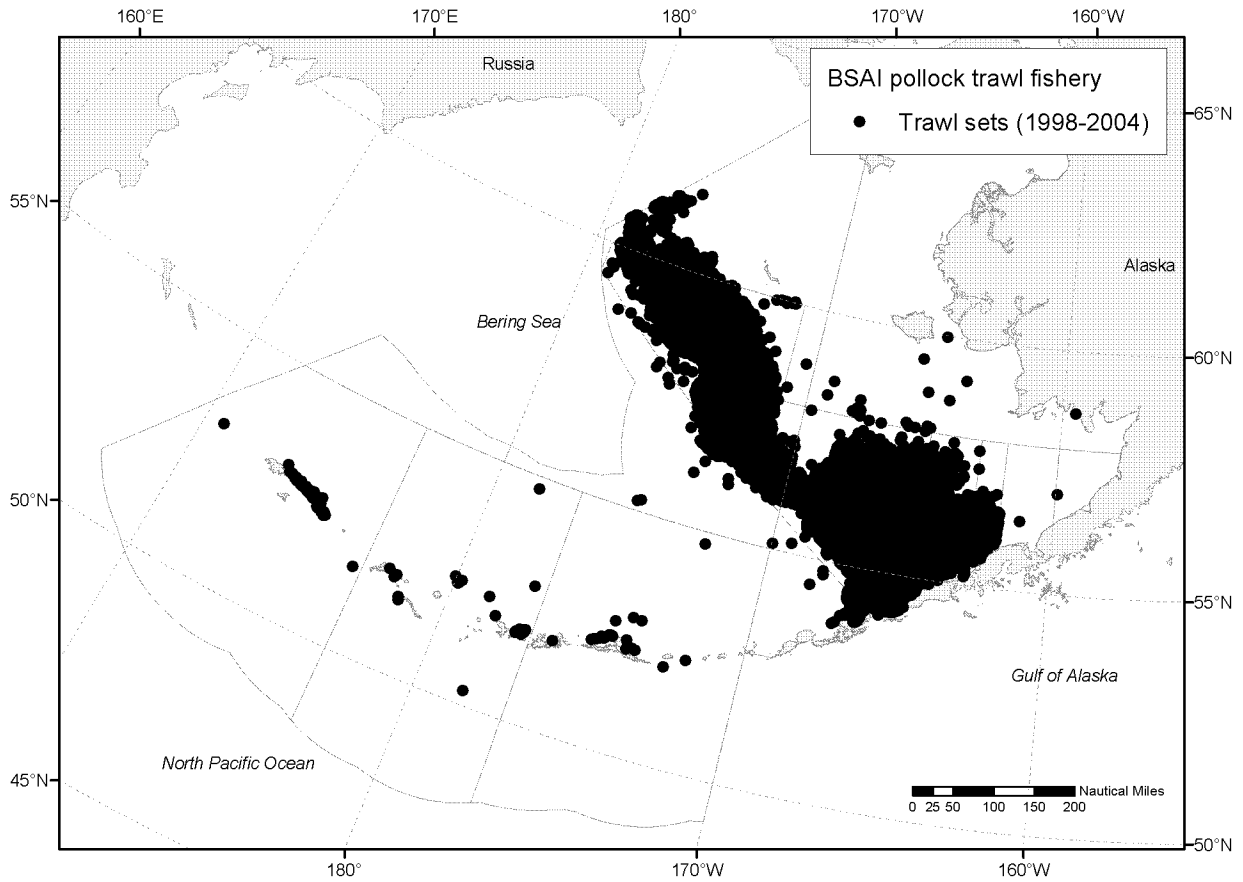 160°E 170°E 180° 170°W 160°W
Russia
BSAI pollock trawl fishery
Trawl sets (1998-2004)
65°N
55°N
Alaska
Bering Sea
60°N
50°N
55°N
Gulf of Alaska
North Pacific Ocean
45°N
Nautical Miles
0 25 50 100 150 200
50°N
180° 170°W 160°W